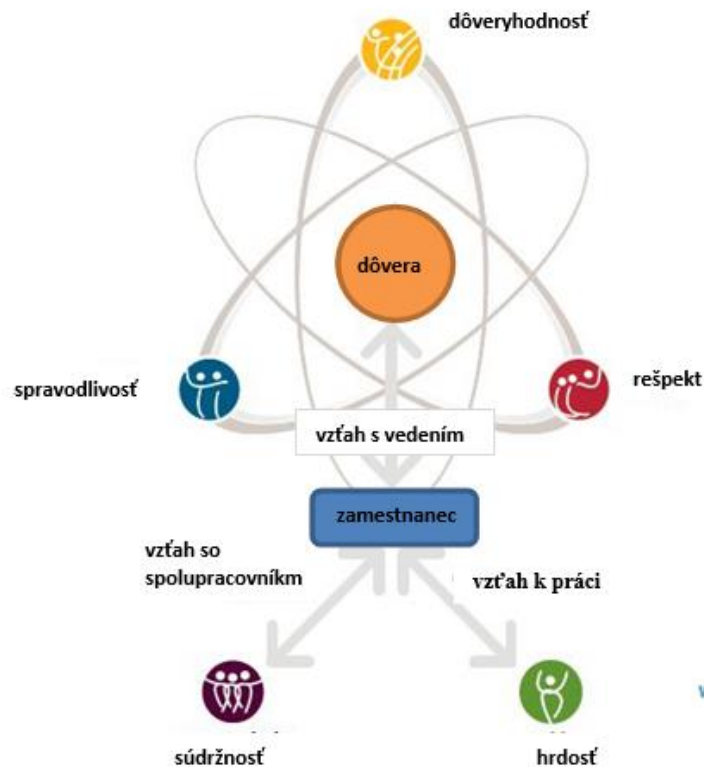 dôveryhodnosť
dôvera
spravodlivosť
rešpekt
vzťah s vedením
zamestnanec
vzťah so
spolupracovníkm
vzťah k práci
súdržnosť
hrdosť